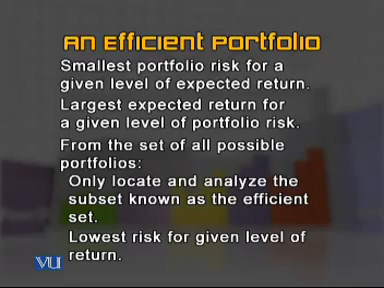 An Efficient Portfolio
Smallest portfolio risk for a
given level of expected return.
Largest expected return for
a given level of portfolio risk.
From the set of all possible
portfolios:
Only locate and analyze the
subset known as the efficient
set.
Lowest risk for given level of
return.
VU